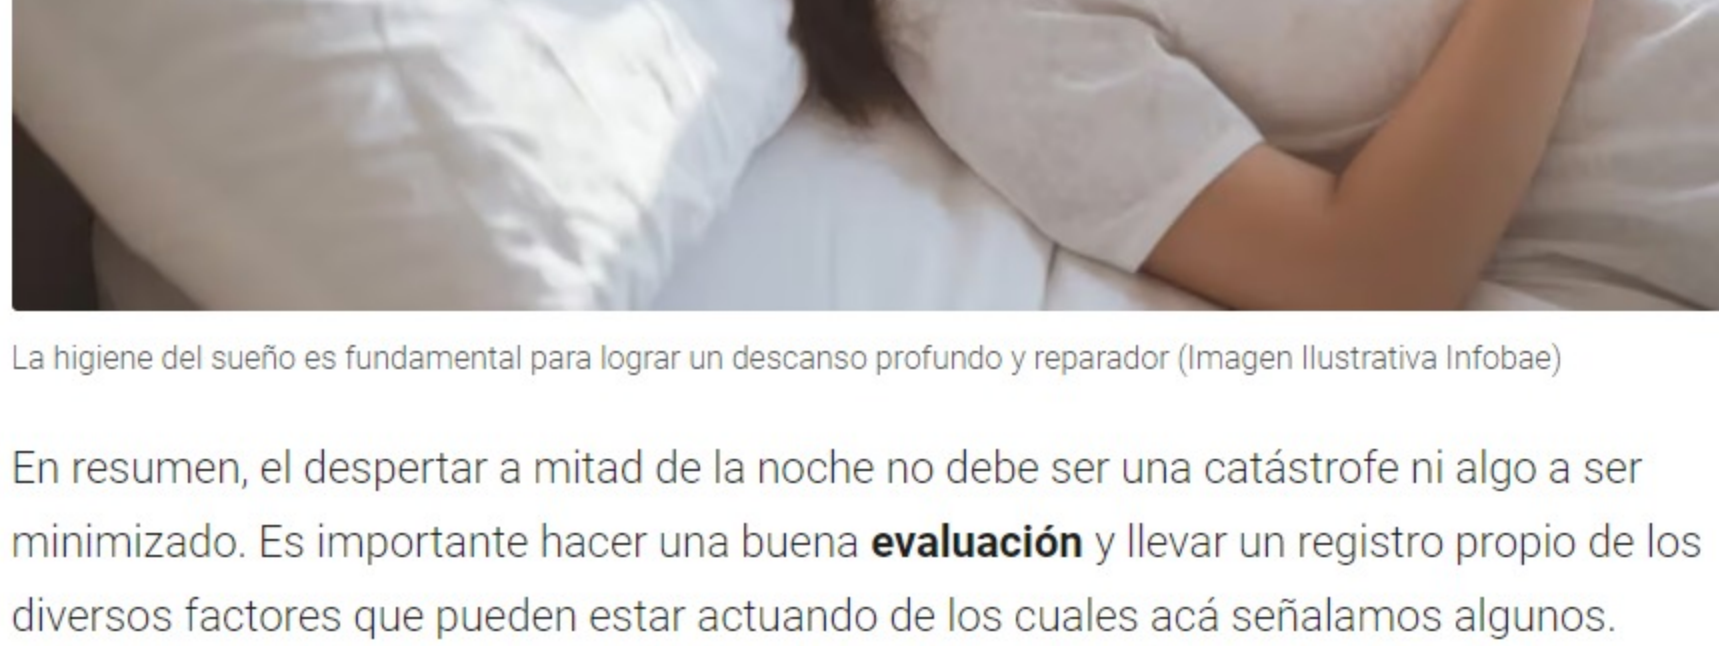 La higiene del sueño es fundamental para lograr un descanso profundo y reparador (Imagen Ilustrativa Infobae)
En resumen, el despertar a mitad de la noche no debe ser una catástrofe ni algo a ser
minimizado. Es importante hacer una buena evaluación y llevar un registro propio de los
diversos factores que pueden estar actuando de los cuales acá señalamos algunos.